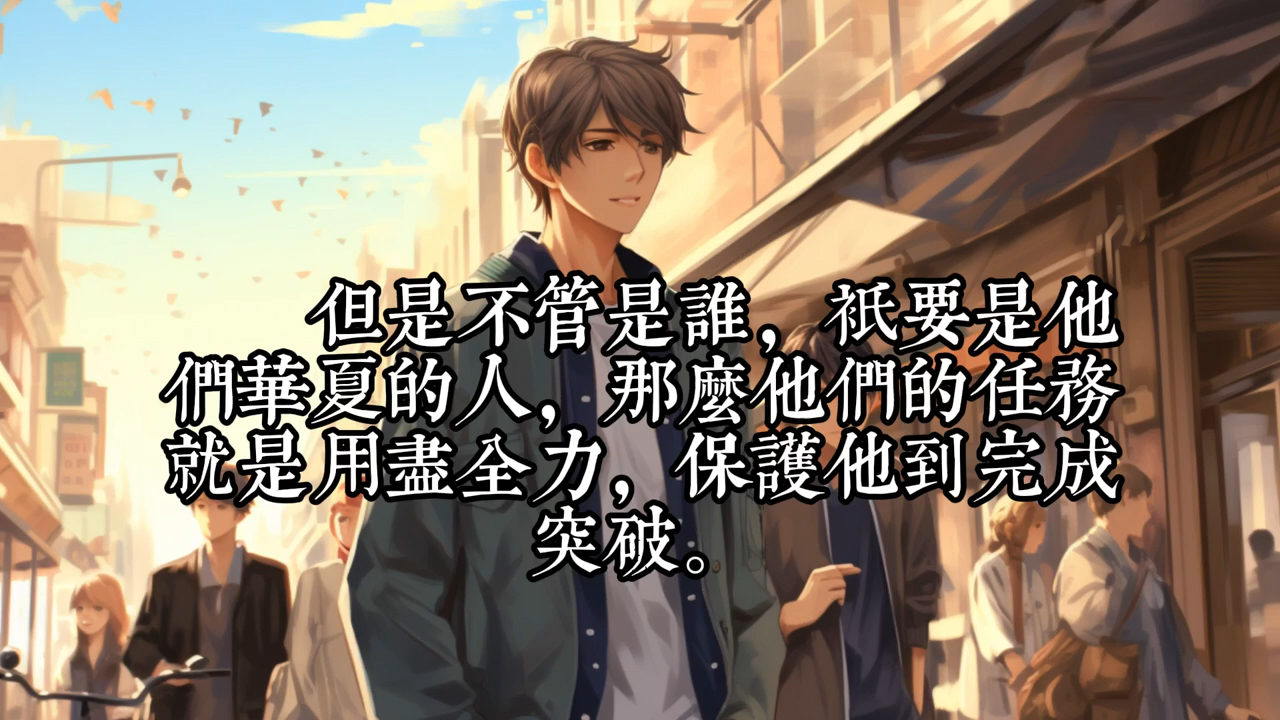 但是不管是誰，衹要是他
們華夏的人，那麼他們的任務
就是用盡全力，保護他到完成
突破。